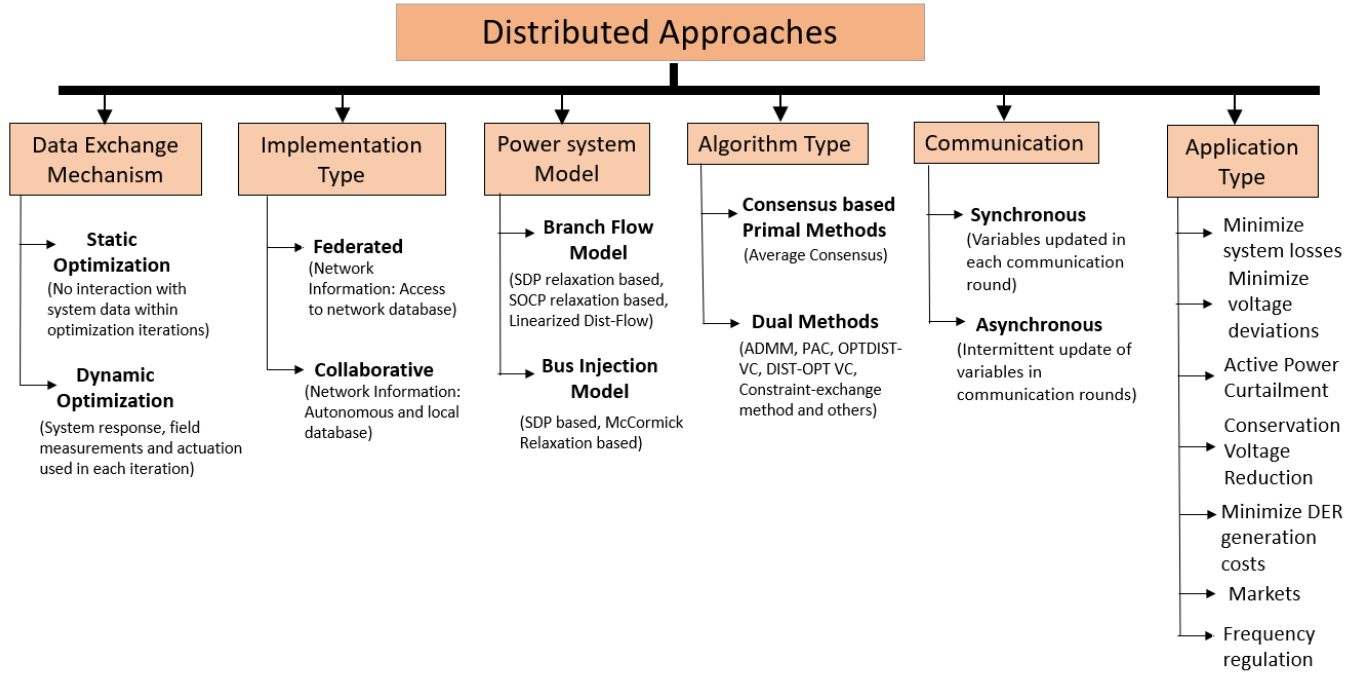 Distributed Approaches
Data Exchange
Mechanism
Static
Optimization
(No interaction with
system data within
optimization iterations)
Dynamic
Optimization
(System response, field
measurements and actuation
used in each iteration)
Implementation
Type
Federated
(Network
Information: Access
to network database)
Collaborative
(Network Information:
Autonomous and local
database)
Power system
Model
Branch Flow
Model
(SDP relaxation based,
SOCP relaxation based,
Linearized Dist-Flow)
Bus Injection
Model
(SDP based, McCormick
Relaxation based)
Algorithm Type
Consensus based
Primal Methods
(Average Consensus)
Dual Methods
(ADMM, PAC, OPTDIST-
VC, DIST-OPT VC,
Constraint-exchange
method and others)
Communication
Synchronous
(Variables updated in
each communication
round)
Asynchronous
(Intermittent update of
variables in
communication rounds)
Application
Type
Minimize
system losses
Minimize
voltage
deviations
Active Power
Curtailment
Conservation
Voltage
Reduction
Minimize DER
generation
costs
Markets
Frequency
regulation